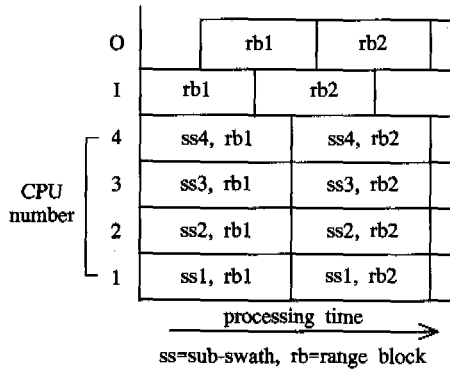 O rb1 rb2
I rb1 rb2
4 ss4, rb1 ss4, rb2
CPU number
3 ss3, rb1 ss3, rb2
2 ss2, rb1 ss2, rb2
1 ss1, rb1 ss1, rb2
processing time
ss=sub-swath, rb=range block